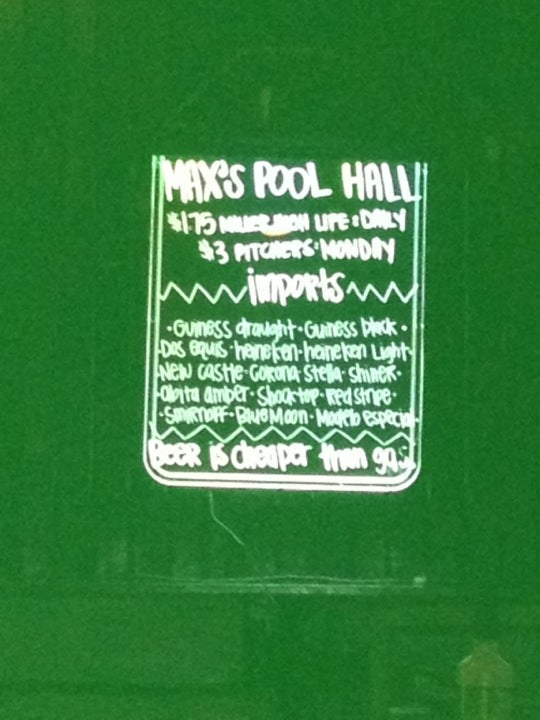 MAX'S POOL HALL
$1.75 MILLER HIGH LIFE : DAILY
$3 PITCHERS : MONDAY
imports
• Guiness draught • Guiness black •
Dos Equis • heineken • heineken Light •
New Castle • Corona • Stella • SHINER •
abita amber • Shocktop • Red stripe •
• Smirnoff • Blue Moon • Modelo especial
Beer is cheaper than gas